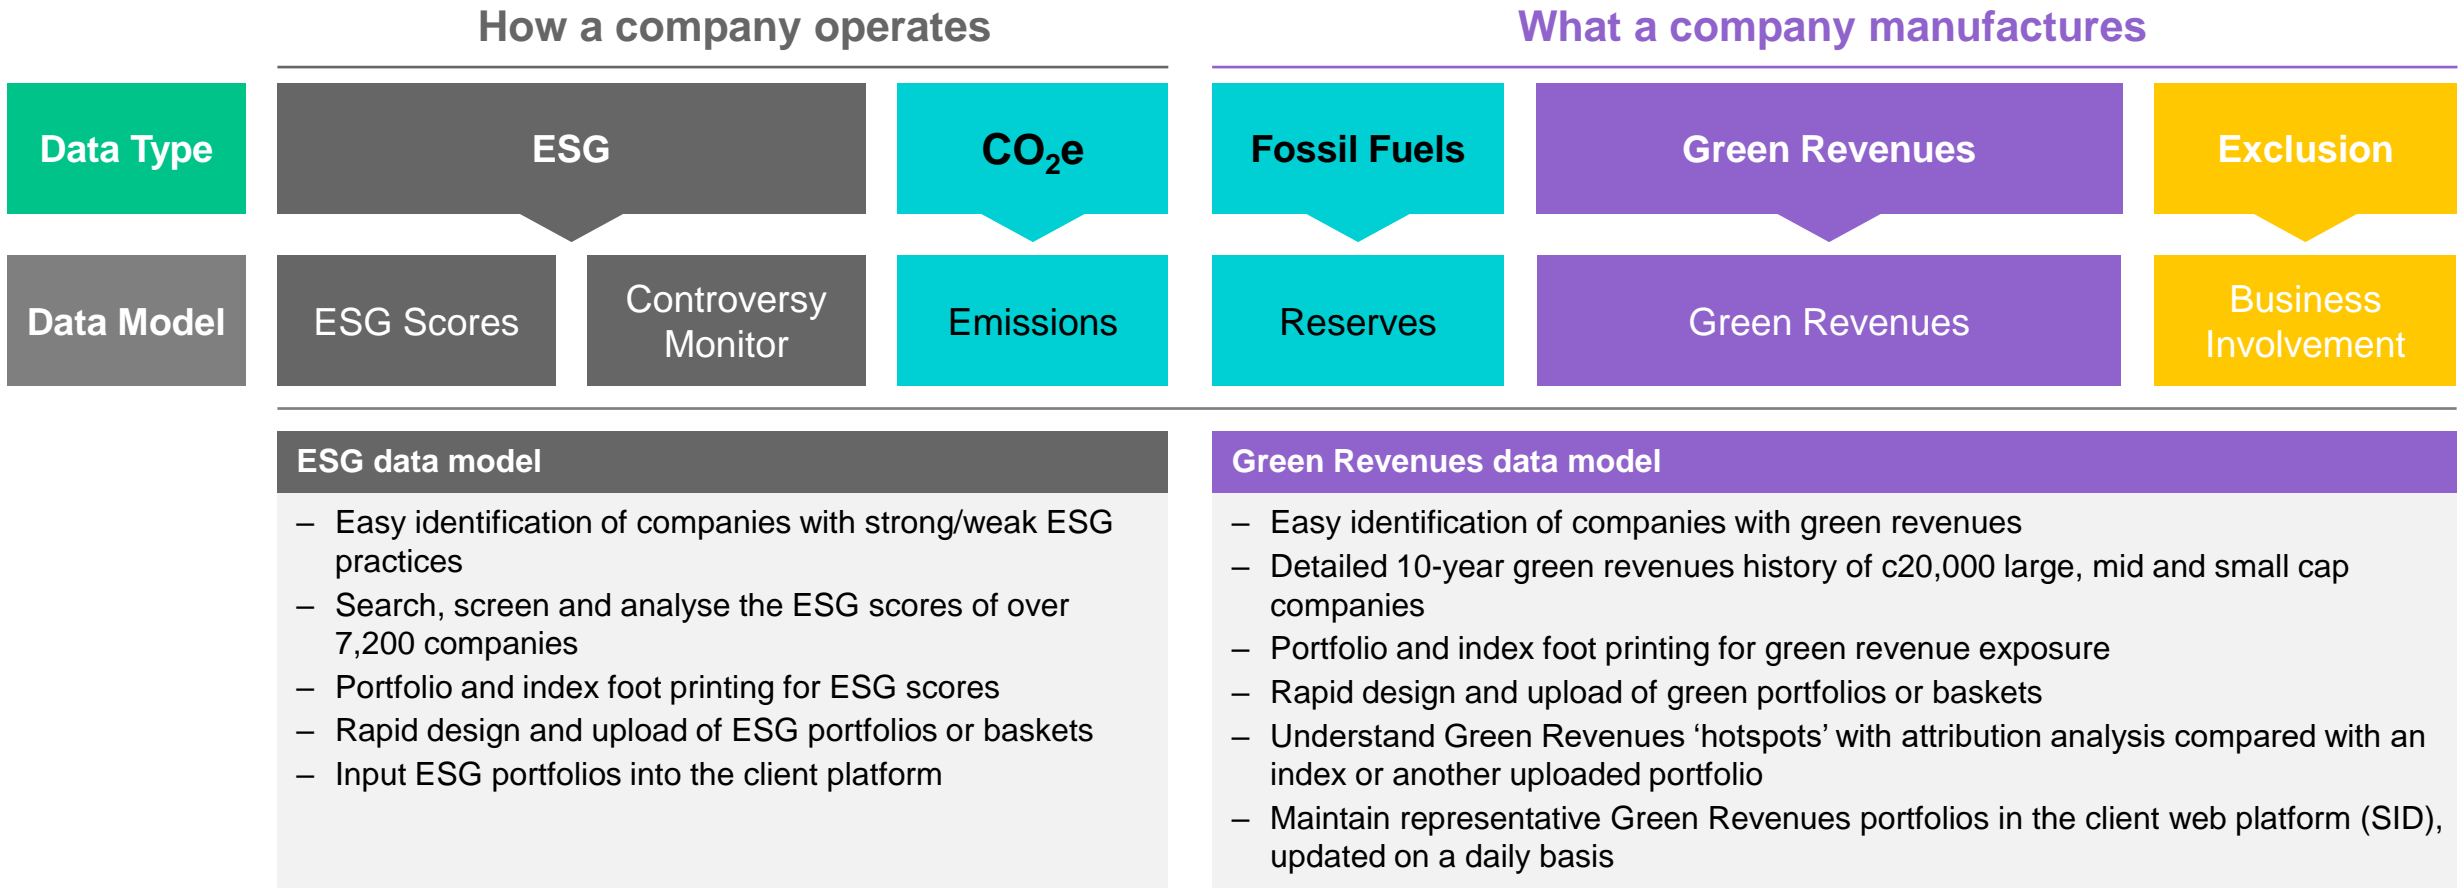 How a company operates
What a company manufactures
Data Type
ESG
CO₂e
Fossil Fuels
Green Revenues
Exclusion
Data Model
ESG Scores
Controversy
Monitor
Emissions
Reserves
Green Revenues
Business
Involvement
ESG data model
– Easy identification of companies with strong/weak ESG
practices
– Search, screen and analyse the ESG scores of over
7,200 companies
– Portfolio and index foot printing for ESG scores
– Rapid design and upload of ESG portfolios or baskets
– Input ESG portfolios into the client platform
Green Revenues data model
– Easy identification of companies with green revenues
– Detailed 10-year green revenues history of c20,000 large, mid and small cap
companies
– Portfolio and index foot printing for green revenue exposure
– Rapid design and upload of green portfolios or baskets
– Understand Green Revenues ‘hotspots’ with attribution analysis compared with an
index or another uploaded portfolio
– Maintain representative Green Revenues portfolios in the client web platform (SID),
updated on a daily basis